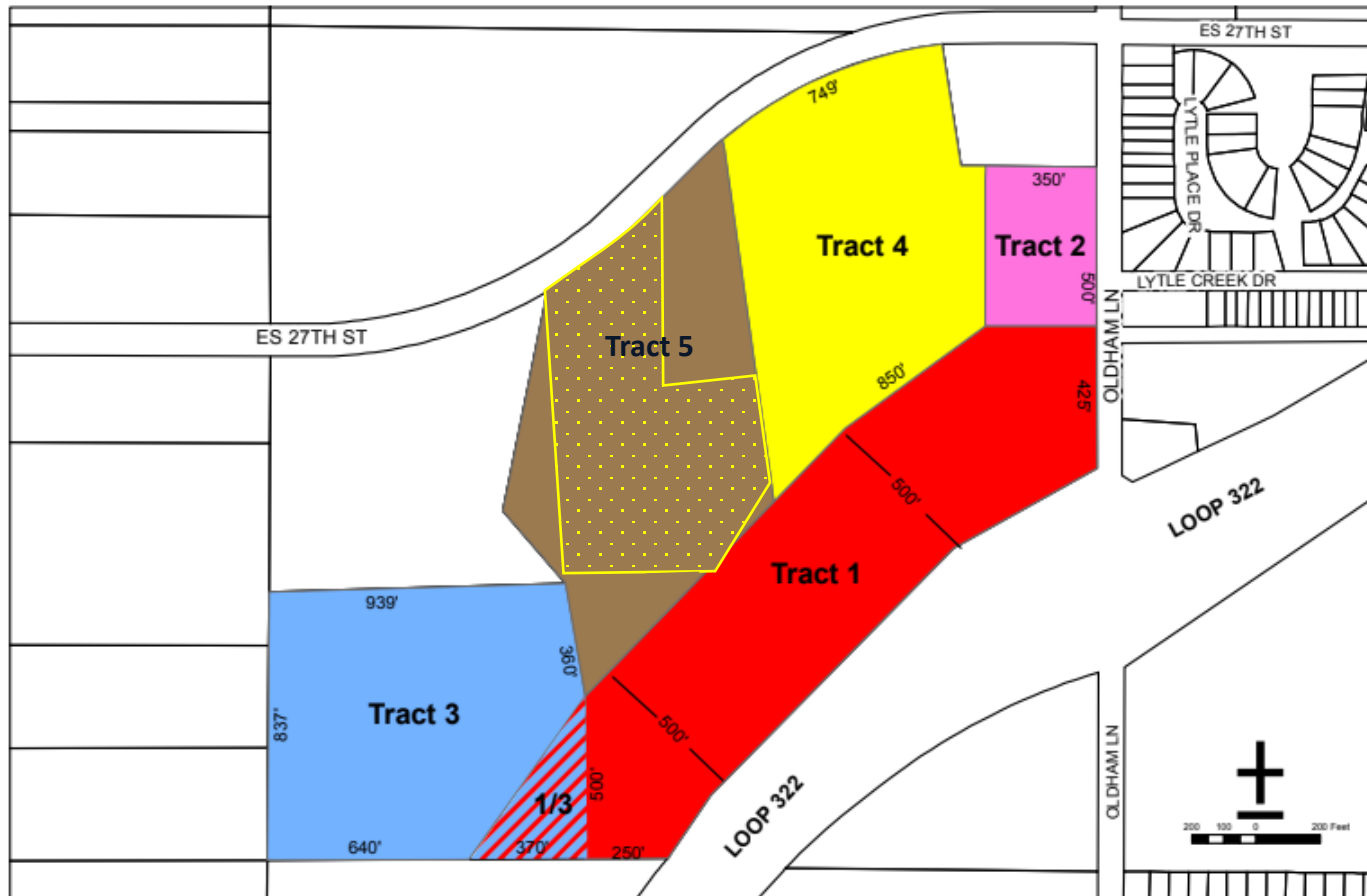 ES 27TH ST
749'
LYTLE PLACE DR
350'
Tract 4
Tract 2
500'
LYTLE CREEK DR
ES 27TH ST
Tract 5
OLDHAM LN
850'
425'
500'
LOOP 322
Tract 1
939'
360'
Tract 3
837'
500'
500'
1/3
LOOP 322
OLDHAM LN
640'
370'
250'
200 100 0 200 Feet